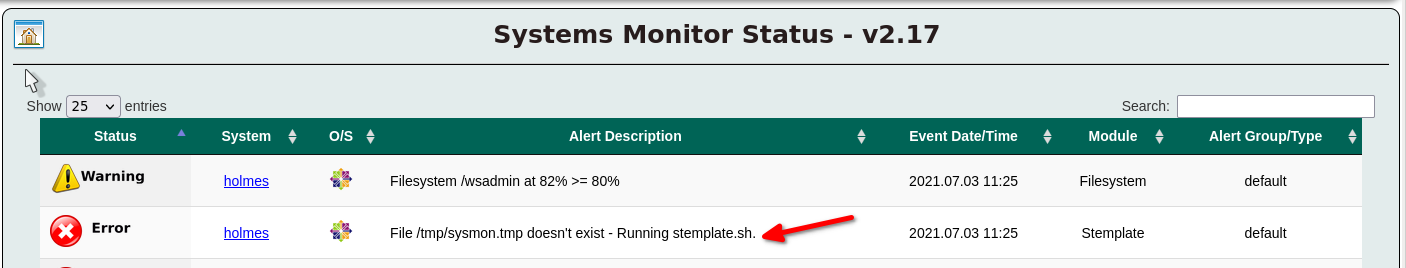 Systems Monitor Status - v2.17
Show 25 entries Search:
Status System O/S Alert Description Event Date/Time Module Alert Group/Type
Warning holmes Filesystem /wsadmin at 82% >= 80% 2021.07.03 11:25 Filesystem default
Error holmes File /tmp/sysmon.tmp doesn't exist - Running stemplate.sh. 2021.07.03 11:25 Stemplate default